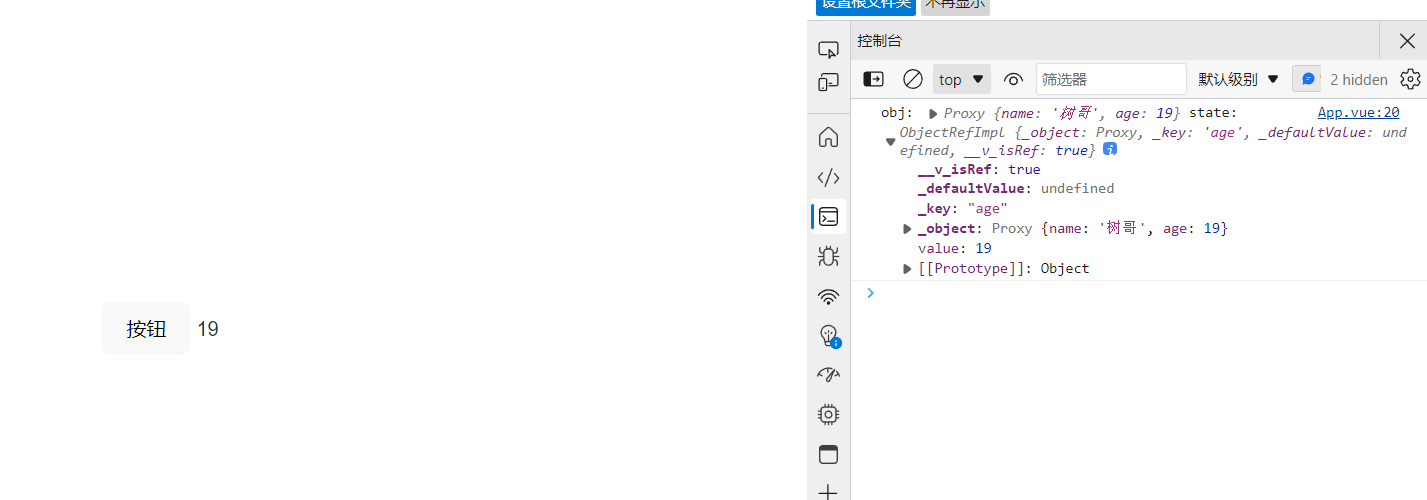 设置根文件夹 不再显示
控制台
top 筛选器 默认级别 2 hidden
obj: Proxy {name: '树哥', age: 19} state: App.vue:20
ObjectRefImpl {_object: Proxy, _key: 'age', _defaultValue: und
efined, __v_isRef: true}
__v_isRef: true
_defaultValue: undefined
_key: "age"
_object: Proxy {name: '树哥', age: 19}
value: 19
[[Prototype]]: Object
按钮 19